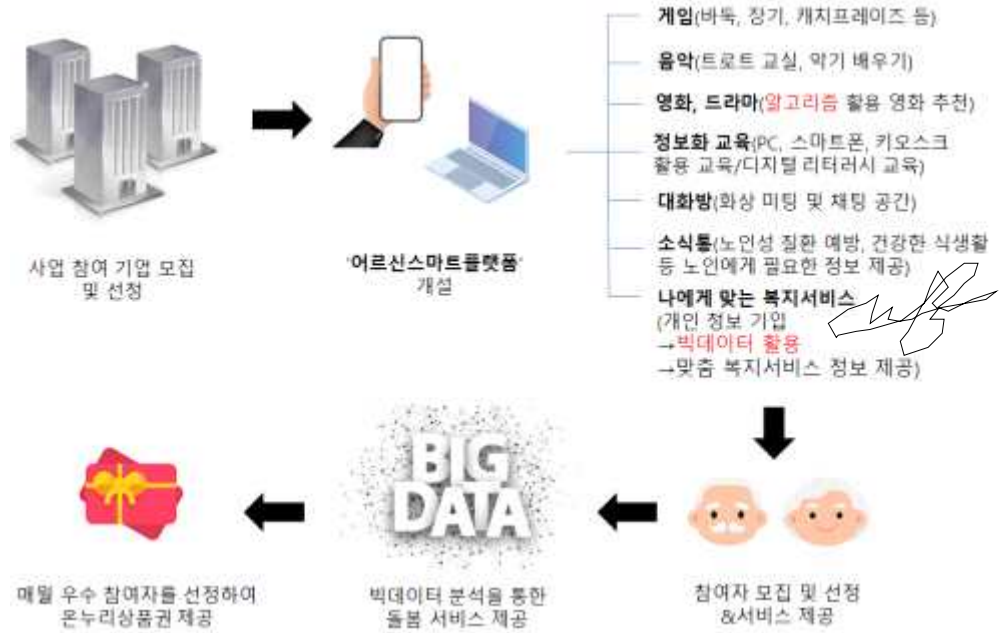 게임(바둑, 장기, 캐치프레이즈 등)
음악(트로트 교실, 악기 배우기)
영화, 드라마(알고리즘 활용 영화 추천)
정보화 교육(PC, 스마트폰, 키오스크
활용 교육/디지털 리터러시 교육)
대화방(화상 미팅 및 채팅 공간)
소식통(노인성 질환 예방, 건강한 식생활
등 노인에게 필요한 정보 제공)
나에게 맞는 복지서비스
(개인 정보 기입
→빅데이터 활용
→맞춤 복지서비스 정보 제공)
사업 참여 기업 모집
및 선정
'어르신스마트플랫폼'
개설
BIG
DATA
매월 우수 참여자를 선정하여
온누리상품권 제공
빅데이터 분석을 통한
돌봄 서비스 제공
참여자 모집 및 선정
&서비스 제공